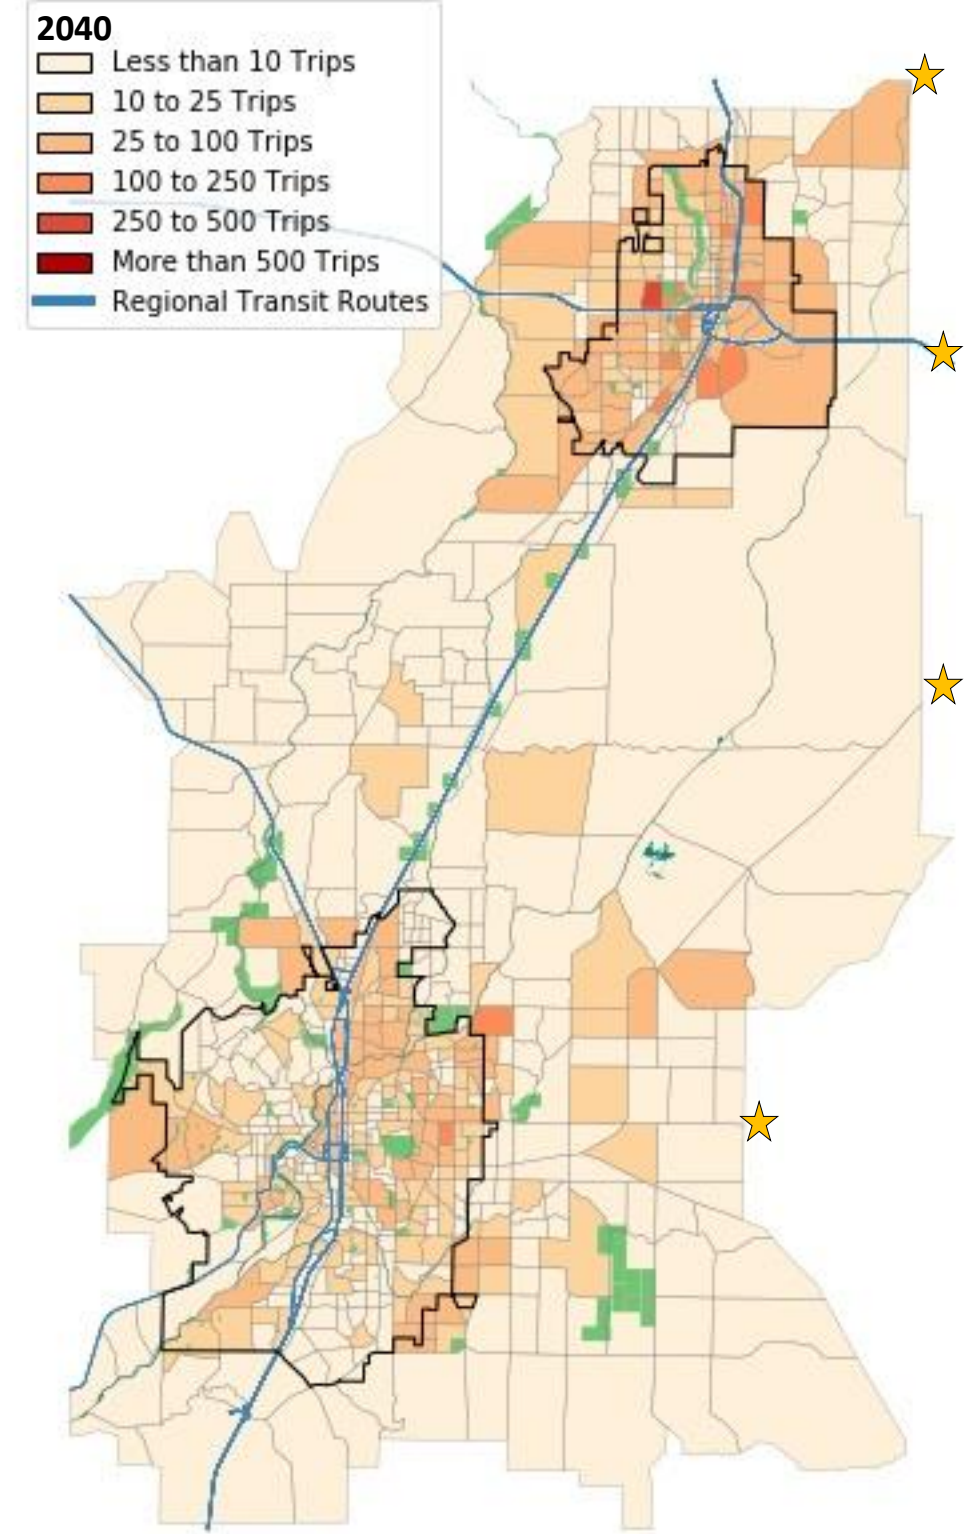 2040
Less than 10 Trips
10 to 25 Trips
25 to 100 Trips
100 to 250 Trips
250 to 500 Trips
More than 500 Trips
Regional Transit Routes